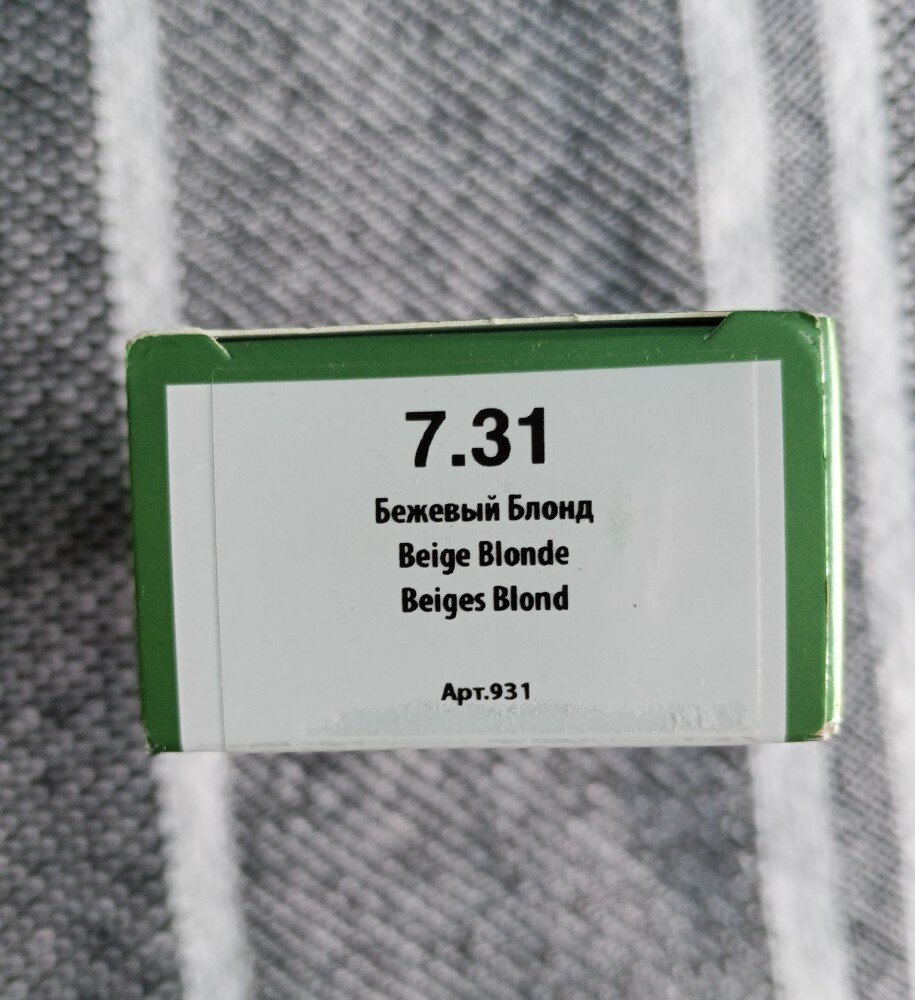 7.31
Бежевый Блонд
Beige Blonde
Beiges Blond
Арт.931